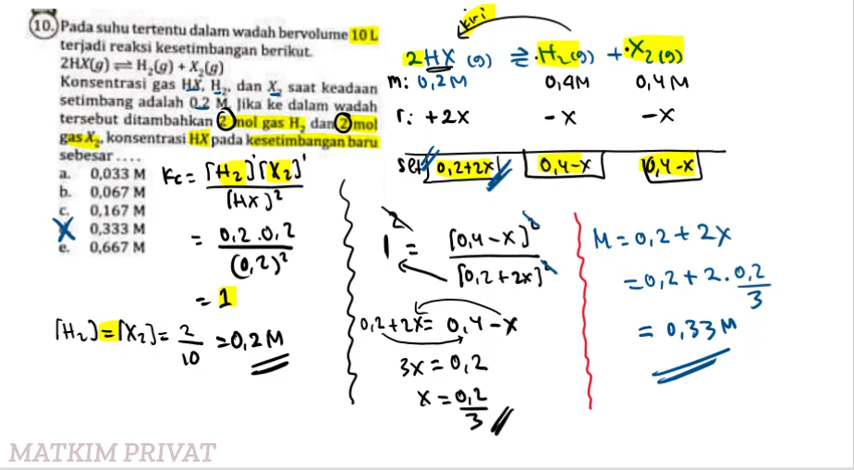 10. Pada suhu tertentu dalam wadah bervolume 10 L
terjadi reaksi kesetimbangan berikut.
2HX(g) ⇌ H₂(g) + X₂(g)
Konsentrasi gas HX, H₂, dan X₂ saat keadaan
setimbang adalah 0,2 M. Jika ke dalam wadah
tersebut ditambahkan 2 mol gas H₂ dan 2 mol
gas X₂, konsentrasi HX pada kesetimbangan baru
sebesar . . . .
a. 0,033 M
b. 0,067 M
c. 0,167 M
X 0,333 M
e. 0,667 M
Kc = [H₂]¹ [X₂]¹
[HX]²
= 0,2 . 0,2
(0,2)²
= 1
[H₂] = [X₂] = 2
10
= 0,2 M
kiri
2HX (g) ⇌ H₂(g) + X₂(g)
m: 0,2M 0,4M 0,4M
r: +2x -x -x
set 0,2+2x 0,4-x 0,4-x
1² = [0,4-x]²
[0,2+2x]²
0,2+2x = 0,4-x
3x = 0,2
x = 0,2
3
M = 0,2 + 2x
= 0,2 + 2. 0,2
3
= 0,33 M
MATKIM PRIVAT